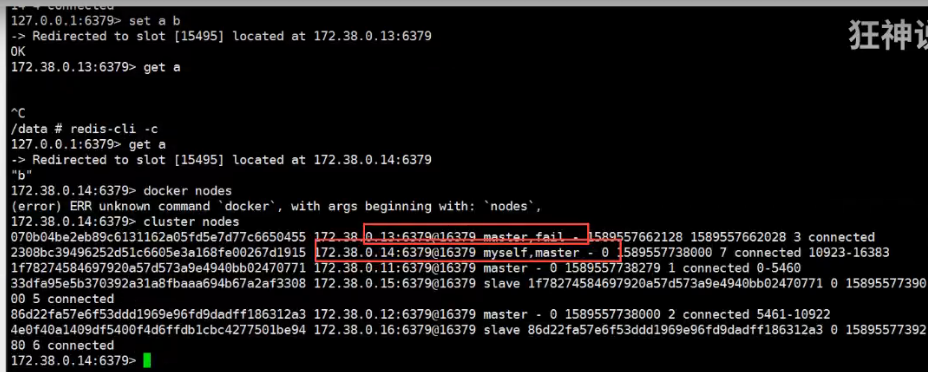 127.0.0.1:6379> set a b
-> Redirected to slot [15495] located at 172.38.0.13:6379
OK
172.38.0.13:6379> get a
^C
/data # redis-cli -c
127.0.0.1:6379> get a
-> Redirected to slot [15495] located at 172.38.0.14:6379
"b"
172.38.0.14:6379> docker nodes
(error) ERR unknown command `docker`, with args beginning with: `nodes`,
172.38.0.14:6379> cluster nodes
070b04be2eb89c6131162a05fd5e7d77c6650455 172.38.0.13:6379@16379 master,fail - 1589557662128 1589557662028 3 connected
2308bc39496252d51c6605e3a168fe00267d1915 172.38.0.14:6379@16379 myself,master - 0 1589557738000 7 connected 10923-16383
1f78274584697920a57d573a9e4940bb02470771 172.38.0.11:6379@16379 master - 0 1589557738279 1 connected 0-5460
33dfa95e5b370392a31a8fbaaa694b67a2af3308 172.38.0.15:6379@16379 slave 1f78274584697920a57d573a9e4940bb02470771 0 15895577390
00 5 connected
86d22fa57e6f53ddd1969e96fd9dadff186312a3 172.38.0.12:6379@16379 master - 0 1589557738000 2 connected 5461-10922
4e0f40a1409df5400f4d6ffdb1cbc4277501be94 172.38.0.16:6379@16379 slave 86d22fa57e6f53ddd1969e96fd9dadff186312a3 0 15895577392
80 6 connected
172.38.0.14:6379>
狂神说